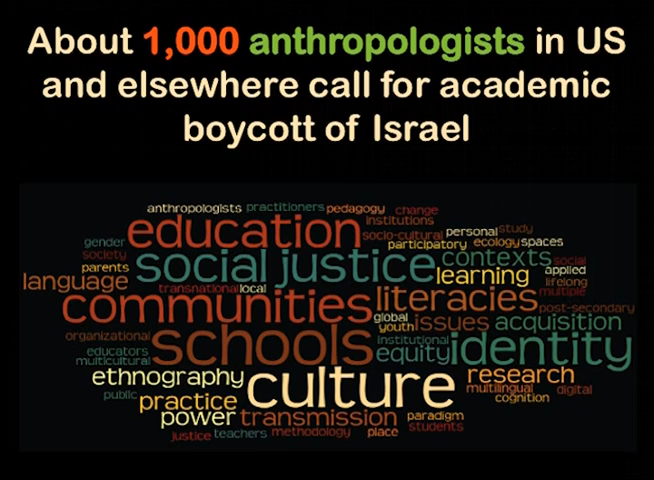 About 1,000 anthropologists in US
and elsewhere call for academic
boycott of Israel
anthropologists practitioners pedagogy change
institutions
education
socio-cultural personal study
gender participatory ecology spaces
society
social justice contexts social
parents learning applied
language lifelong
transnational local literacies multiple
communities post-secondary
global
youth issues acquisition
organizational schools institutional
educators equity identity
multicultural
ethnography culture research
public multilingual digital
practice cognition
power transmission paradigm
justice teachers methodology place students